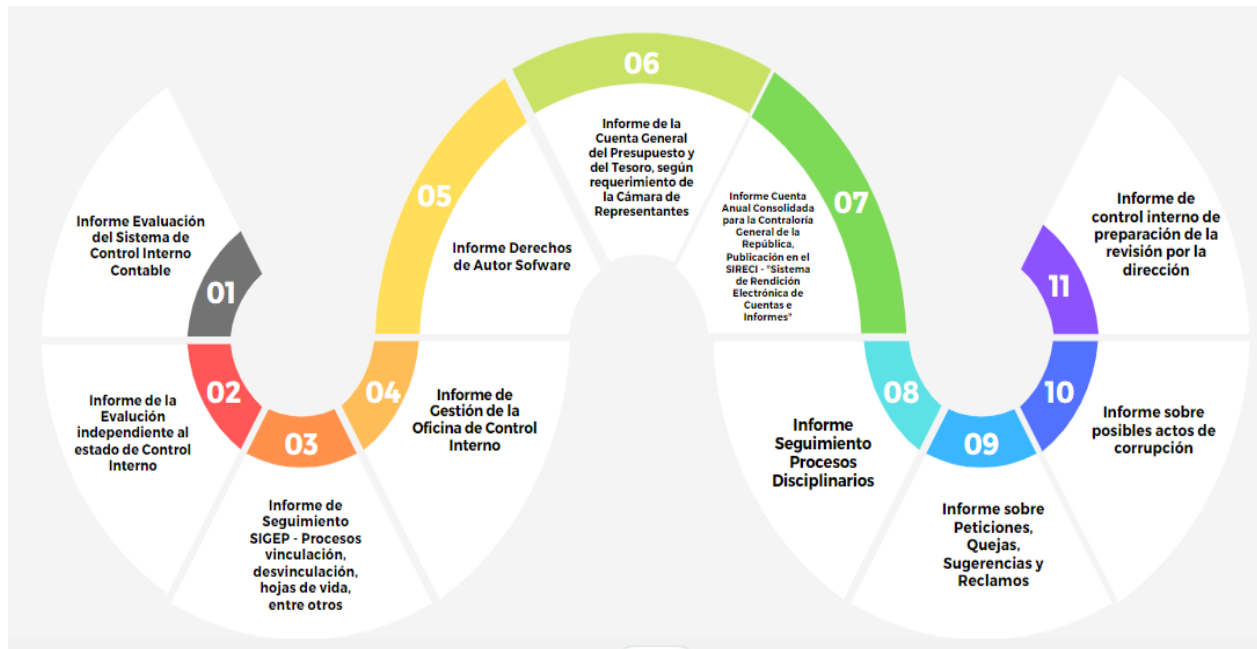 01
Informe Evaluación
del Sistema de
Control Interno
Contable
02
Informe de la
Evalución
independiente al
estado de Control
Interno
03
Informe de
Seguimiento
SIGEP - Procesos
vinculación,
desvinculación,
hojas de vida,
entre otros
04
Informe de
Gestión de la
Oficina de Control
Interno
05
Informe Derechos
de Autor Sofware
06
Informe de la
Cuenta General
del Presupuesto y
del Tesoro, según
requerimiento de
la Cámara de
Representantes
07
Informe Cuenta
Anual Consolidada
para la Contraloría
General de la
República,
Publicación en el
SIRECI - "Sistema
de Rendición
Electrónica de
Cuentas e
Informes"
08
Informe
Seguimiento
Procesos
Disciplinarios
09
Informe sobre
Peticiones,
Quejas,
Sugerencias y
Reclamos
10
Informe sobre
posibles actos de
corrupción
11
Informe de
control interno de
preparación de la
revisión por la
dirección